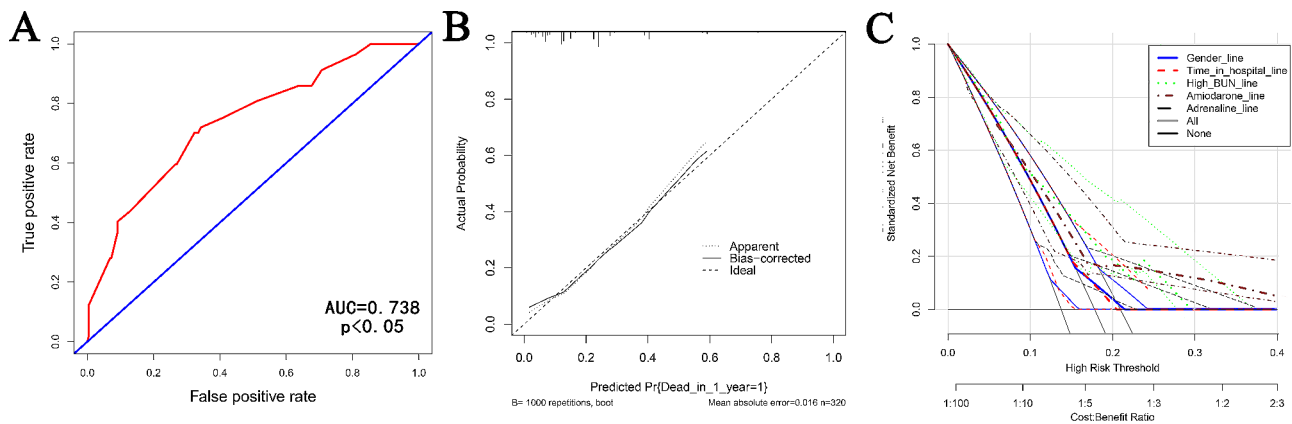 A
True positive rate
1.0
0.8
0.6
0.4
0.2
0.0
AUC=0.738
p<0.05
0.0 0.2 0.4 0.6 0.8 1.0
False positive rate
B
Actual Probability
1.0
0.8
0.6
0.4
0.2
0.0
Apparent
Bias-corrected
Ideal
0.0 0.2 0.4 0.6 0.8 1.0
Predicted Pr{Dead_in_1_year=1}
B= 1000 repetitions, boot Mean absolute error=0.016 n=320
C
Standardized Net Benefit
1.0
0.8
0.6
0.4
0.2
0.0
Gender_line
Time_in_hospital_line
High_BUN_line
Amiodarone_line
Adrenaline_line
All
None
0.0 0.1 0.2 0.3 0.4
High Risk Threshold
1:100 1:10 1:5 1:3 1:2 2:3
Cost:Benefit Ratio